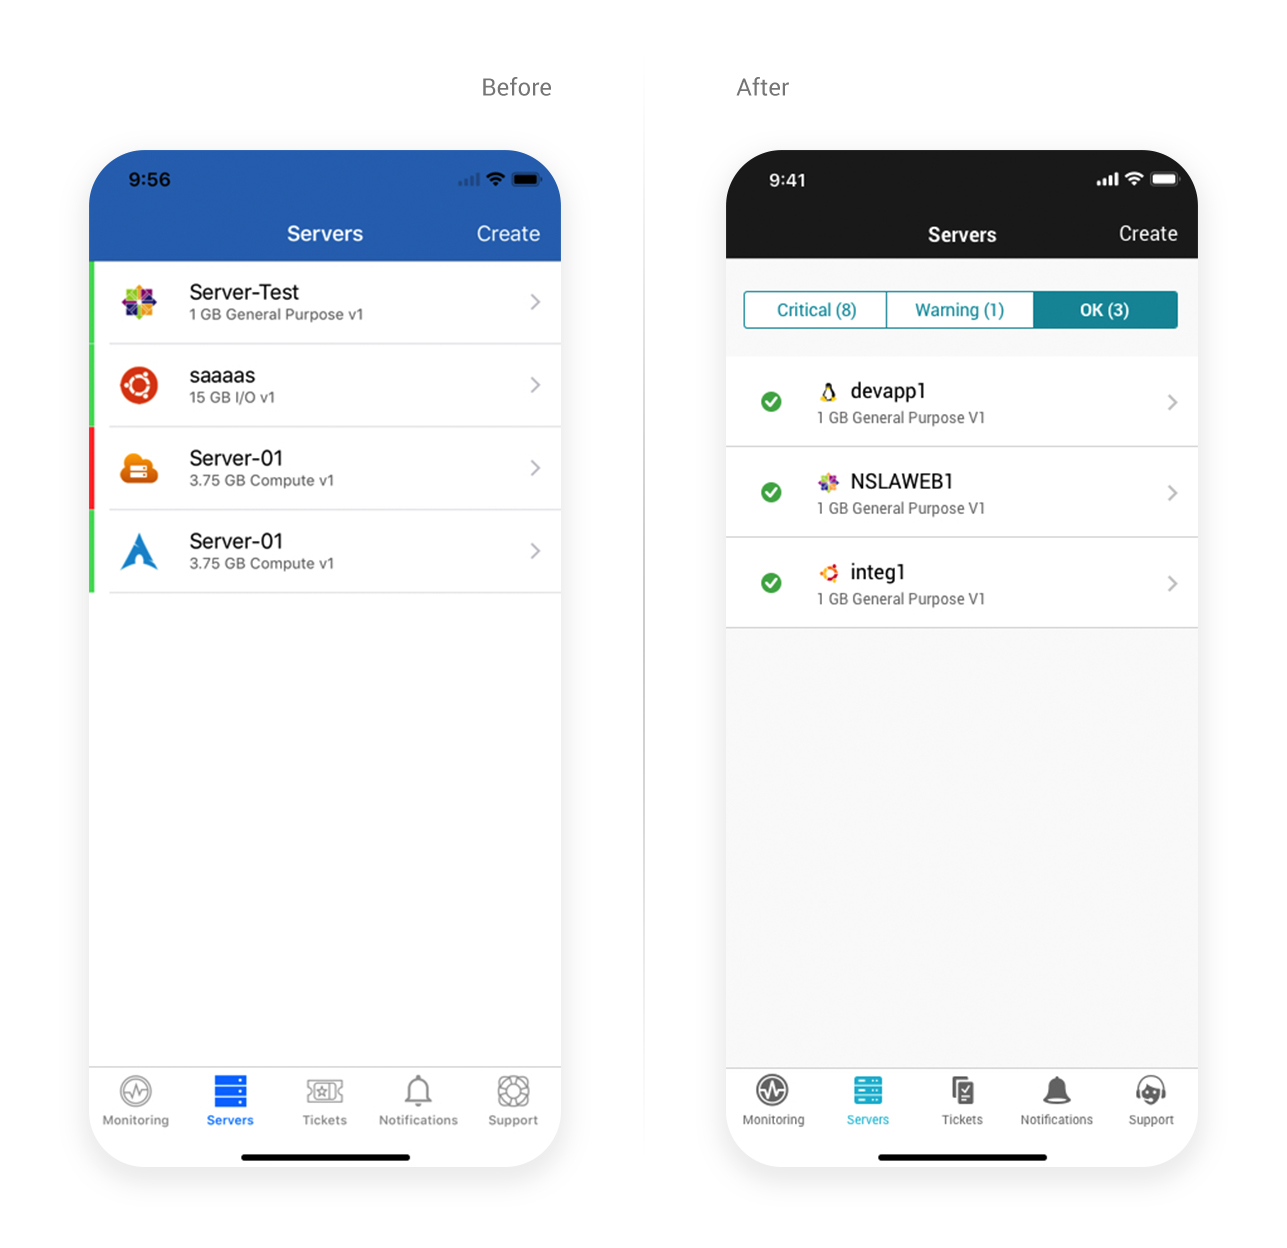 Before
9:56
Servers
Create
Server-Test
1 GB General Purpose v1
saaaas
15 GB I/O v1
Server-01
3.75 GB Compute v1
Server-01
3.75 GB Compute v1
Monitoring
Servers
Tickets
Notifications
Support
After
9:41
Servers
Create
Critical (8)
Warning (1)
OK (3)
devapp1
1 GB General Purpose V1
NSLAWEB1
1 GB General Purpose V1
integ1
1 GB General Purpose V1
Monitoring
Servers
Tickets
Notifications
Support